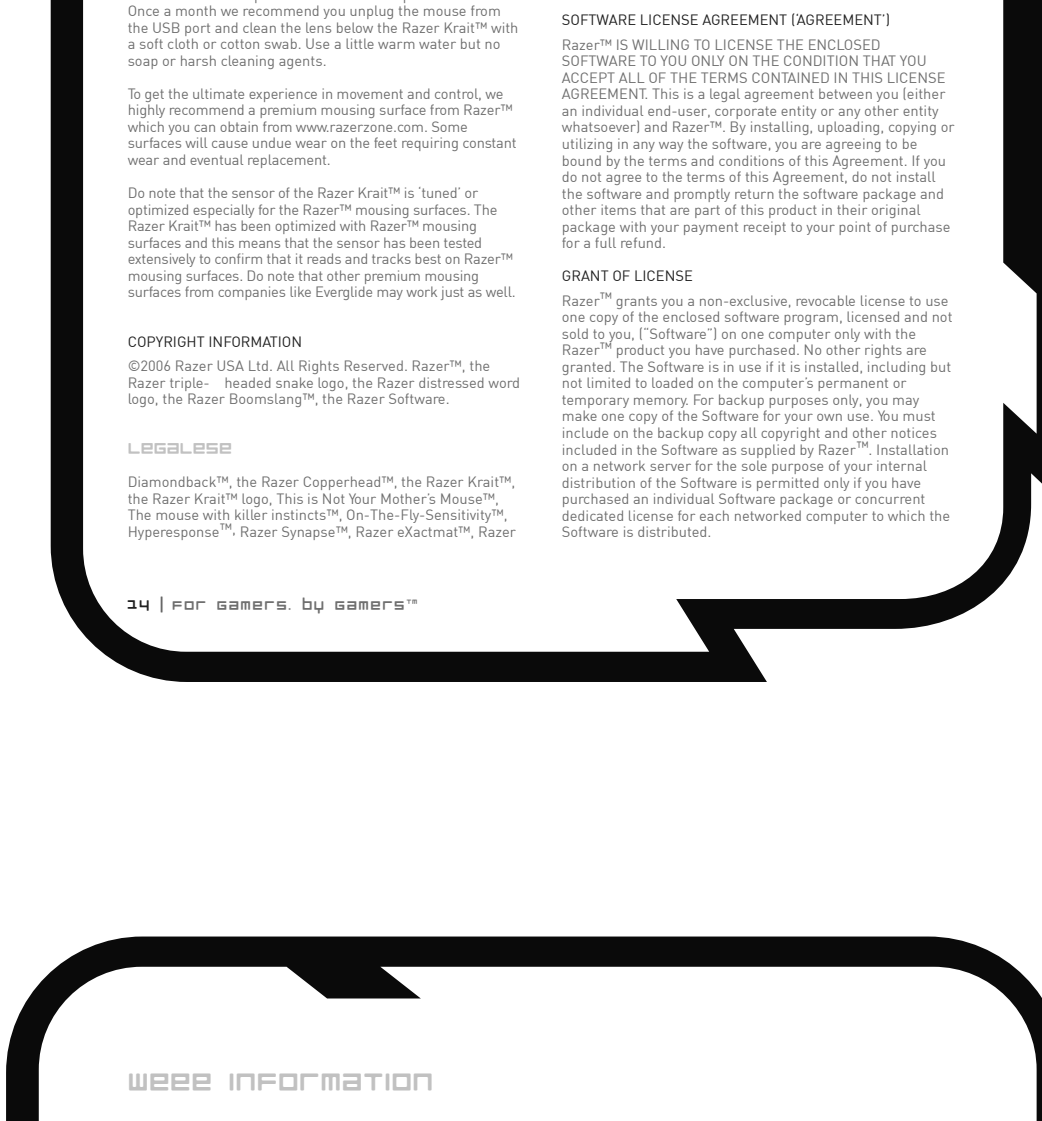 Once a month we recommend you unplug the mouse from
the USB port and clean the lens below the Razer Krait™ with
a soft cloth or cotton swab. Use a little warm water but no
soap or harsh cleaning agents.
To get the ultimate experience in movement and control, we
highly recommend a premium mousing surface from Razer™
which you can obtain from www.razerzone.com. Some
surfaces will cause undue wear on the feet requiring constant
wear and eventual replacement.
Do note that the sensor of the Razer Krait™ is ‘tuned’ or
optimized especially for the Razer™ mousing surfaces. The
Razer Krait™ has been optimized with Razer™ mousing
surfaces and this means that the sensor has been tested
extensively to confirm that it reads and tracks best on Razer™
mousing surfaces. Do note that other premium mousing
surfaces from companies like Everglide may work just as well.
COPYRIGHT INFORMATION
©2006 Razer USA Ltd. All Rights Reserved. Razer™, the
Razer triple- headed snake logo, the Razer distressed word
logo, the Razer Boomslang™, the Razer Software.
Legalese
Diamondback™, the Razer Copperhead™, the Razer Krait™,
the Razer Krait™ logo, This is Not Your Mother’s Mouse™,
The mouse with killer instincts™, On-The-Fly-Sensitivity™,
Hyperesponse™, Razer Synapse™, Razer eXactmat™, Razer
SOFTWARE LICENSE AGREEMENT (‘AGREEMENT’)
Razer™ IS WILLING TO LICENSE THE ENCLOSED
SOFTWARE TO YOU ONLY ON THE CONDITION THAT YOU
ACCEPT ALL OF THE TERMS CONTAINED IN THIS LICENSE
AGREEMENT. This is a legal agreement between you (either
an individual end-user, corporate entity or any other entity
whatsoever) and Razer™. By installing, uploading, copying or
utilizing in any way the software, you are agreeing to be
bound by the terms and conditions of this Agreement. If you
do not agree to the terms of this Agreement, do not install
the software and promptly return the software package and
other items that are part of this product in their original
package with your payment receipt to your point of purchase
for a full refund.
GRANT OF LICENSE
Razer™ grants you a non-exclusive, revocable license to use
one copy of the enclosed software program, licensed and not
sold to you, (“Software”) on one computer only with the
Razer™ product you have purchased. No other rights are
granted. The Software is in use if it is installed, including but
not limited to loaded on the computer’s permanent or
temporary memory. For backup purposes only, you may
make one copy of the Software for your own use. You must
include on the backup copy all copyright and other notices
included in the Software as supplied by Razer™. Installation
on a network server for the sole purpose of your internal
distribution of the Software is permitted only if you have
purchased an individual Software package or concurrent
dedicated license for each networked computer to which the
Software is distributed.
14 | For gamers. by gamers™
weee information